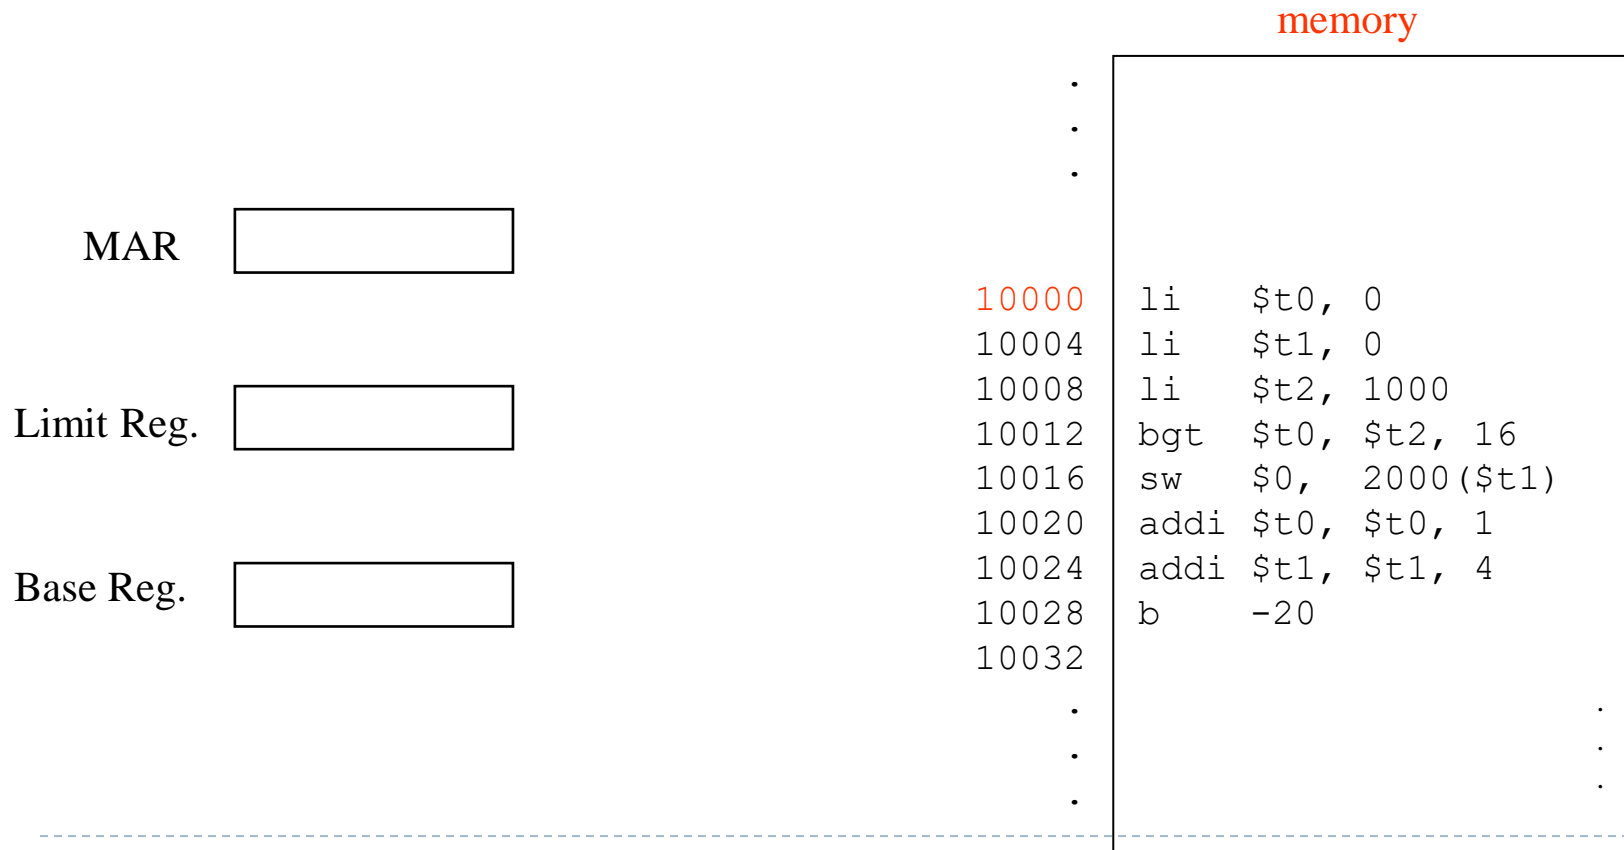 memory
.
.
.
MAR
10000 li $t0, 0
10004 li $t1, 0
10008 li $t2, 1000
Limit Reg.
10012 bgt $t0, $t2, 16
10016 sw $0, 2000($t1)
10020 addi $t0, $t0, 1
10024 addi $t1, $t1, 4
Base Reg.
10028 b -20
10032
. .
. .
. .